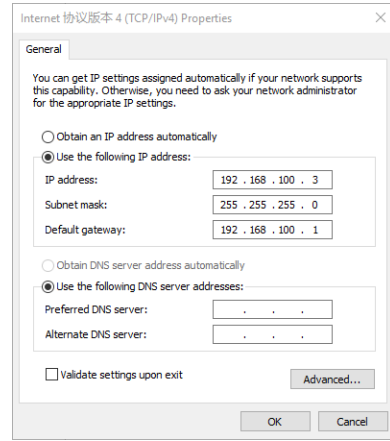 Internet 协议版本 4 (TCP/IPv4) Properties
General
You can get IP settings assigned automatically if your network supports
this capability. Otherwise, you need to ask your network administrator
for the appropriate IP settings.
Obtain an IP address automatically
Use the following IP address:
IP address: 192 . 168 . 100 . 3
Subnet mask: 255 . 255 . 255 . 0
Default gateway: 192 . 168 . 100 . 1
Obtain DNS server address automatically
Use the following DNS server addresses:
Preferred DNS server: . . .
Alternate DNS server: . . .
Validate settings upon exit
Advanced...
OK Cancel